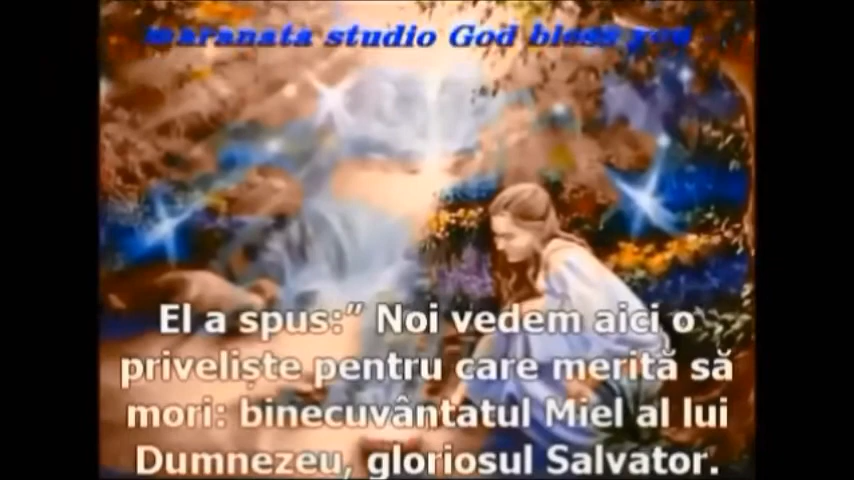 maranata studio God bless you
El a spus:” Noi vedem aici o
priveliște pentru care merită să
mori: binecuvântatul Miel al lui
Dumnezeu, gloriosul Salvator.